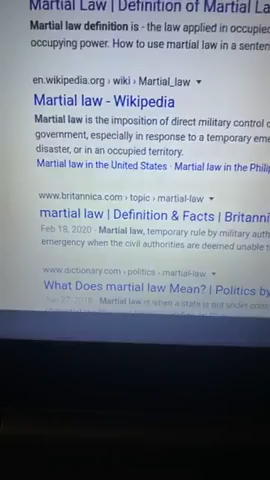 Martial Law | Definition of Martial La
Martial law definition is - the law applied in occupie
occupying power. How to use martial law in a senten
en.wikipedia.org › wiki › Martial_law
Martial law - Wikipedia
Martial law is the imposition of direct military control o
government, especially in response to a temporary eme
disaster, or in an occupied territory.
Martial law in the United States · Martial law in the Philip
www.britannica.com › topic › martial-law
martial law | Definition & Facts | Britanni
Feb 18, 2020 - Martial law, temporary rule by military auth
emergency when the civil authorities are deemed unable t
www.dictionary.com › politics › martial-law
What Does martial law Mean? | Politics by
Martial law is when a state is put under